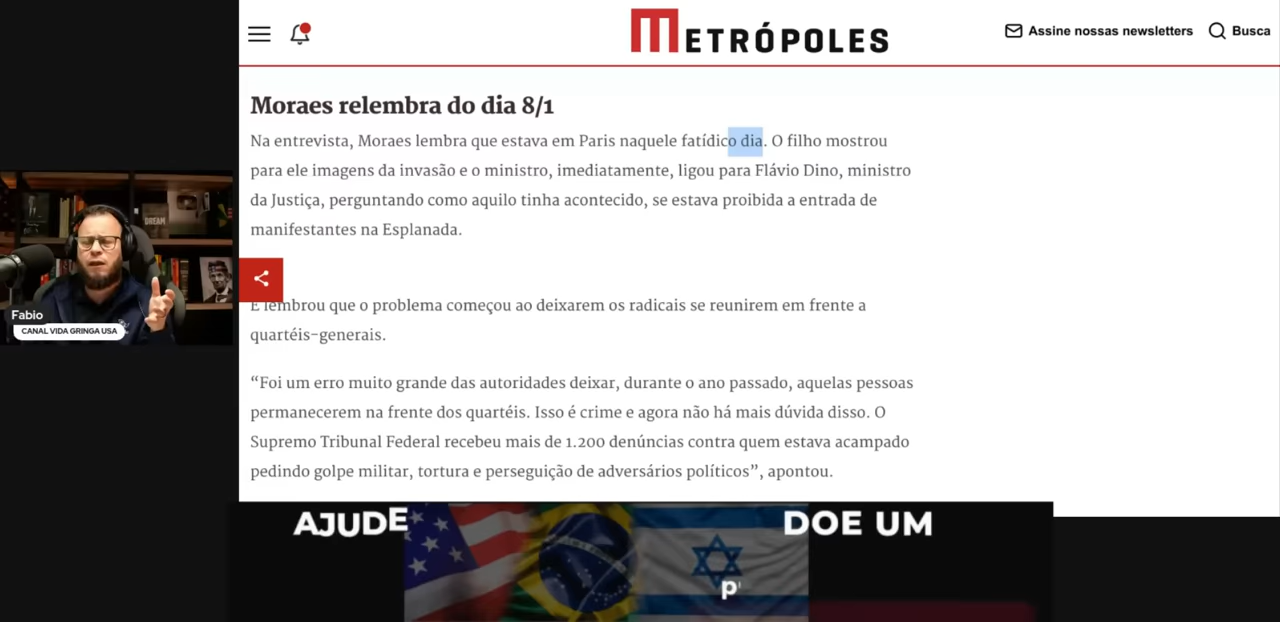 METRÓPOLES
Assine nossas newsletters
Busca
Moraes relembra do dia 8/1
Na entrevista, Moraes lembra que estava em Paris naquele fatídico dia. O filho mostrou
para ele imagens da invasão e o ministro, imediatamente, ligou para Flávio Dino, ministro
da Justiça, perguntando como aquilo tinha acontecido, se estava proibida a entrada de
manifestantes na Esplanada.
E lembrou que o problema começou ao deixarem os radicais se reunirem em frente a
quartéis-generais.
“Foi um erro muito grande das autoridades deixar, durante o ano passado, aquelas pessoas
permanecerem na frente dos quartéis. Isso é crime e agora não há mais dúvida disso. O
Supremo Tribunal Federal recebeu mais de 1.200 denúncias contra quem estava acampado
pedindo golpe militar, tortura e perseguição de adversários políticos”, apontou.
DREAM
Fabio
CANAL VIDA GRINGA USA
AJUDE
DOE UM
p